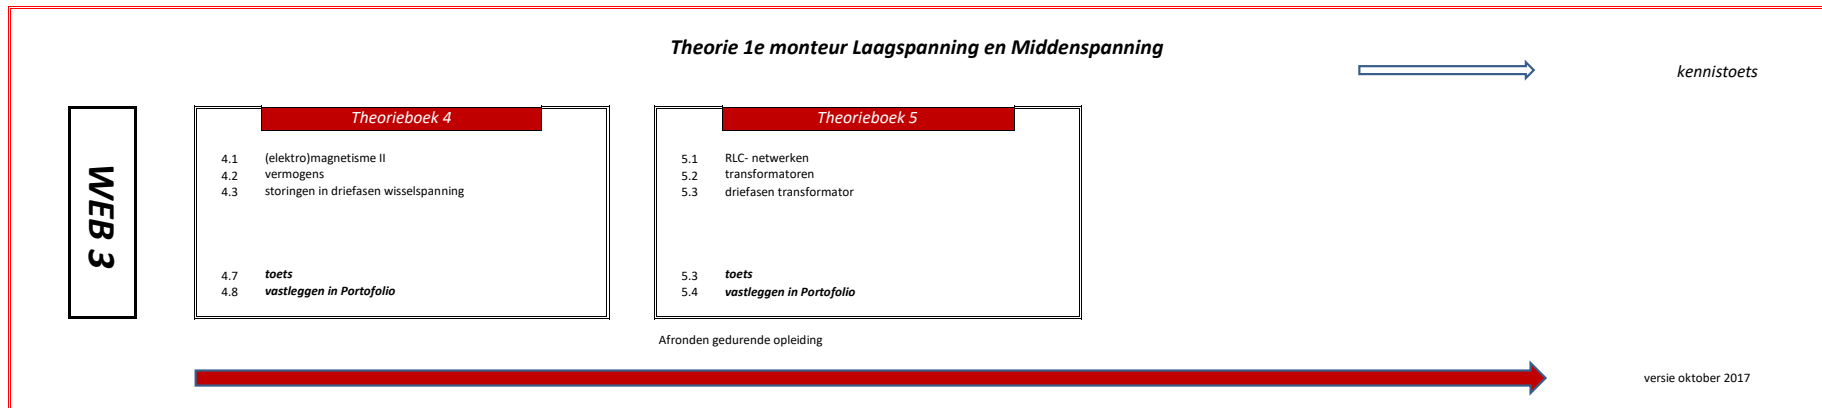 Theorie 1e monteur Laagspanning en Middenspanning
kennistoets
WEB 3
Theorieboek 4
4.1 (elektro)magnetisme II
4.2 vermogens
4.3 storingen in driefasen wisselspanning
4.7 toets
4.8 vastleggen in Portofolio
Theorieboek 5
5.1 RLC- netwerken
5.2 transformatoren
5.3 driefasen transformator
5.3 toets
5.4 vastleggen in Portofolio
Afronden gedurende opleiding
versie oktober 2017